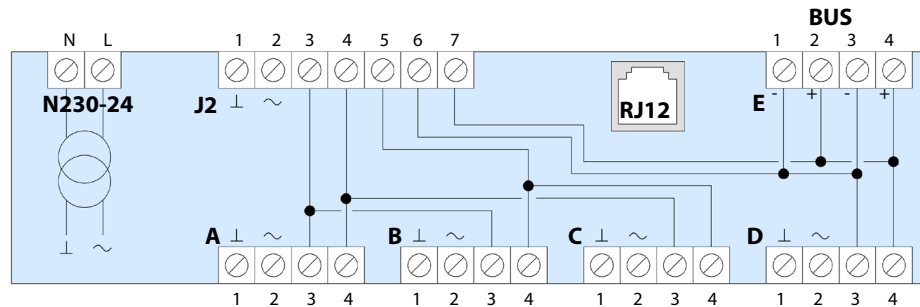 BUS
N L 1 2 3 4 5 6 7 1 2 3 4
N230-24 J2 ⊥ ~ RJ12 E - + - +
⊥ ~ A ⊥ ~ B ⊥ ~ C ⊥ ~ D ⊥ ~
1 2 3 4 1 2 3 4 1 2 3 4 1 2 3 4